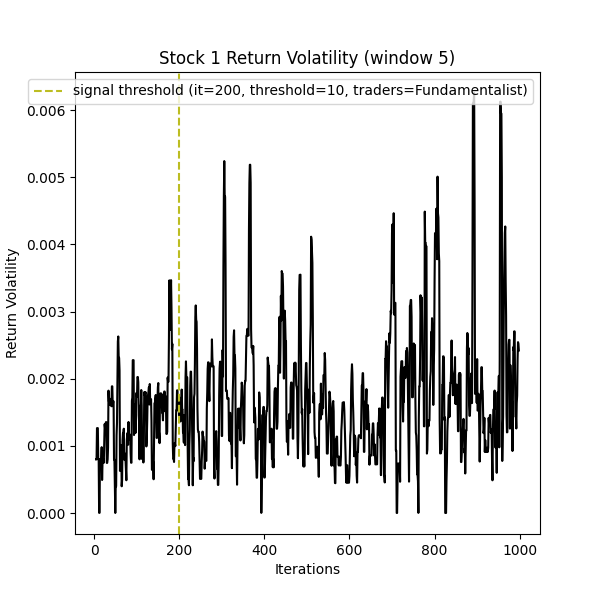 Stock 1 Return Volatility (window 5)
signal threshold (it=200, threshold=10, traders=Fundamentalist)
0.006
0.005
0.004
0.003
0.002
0.001
0.000
Return Volatility
0 200 400 600 800 1000
Iterations